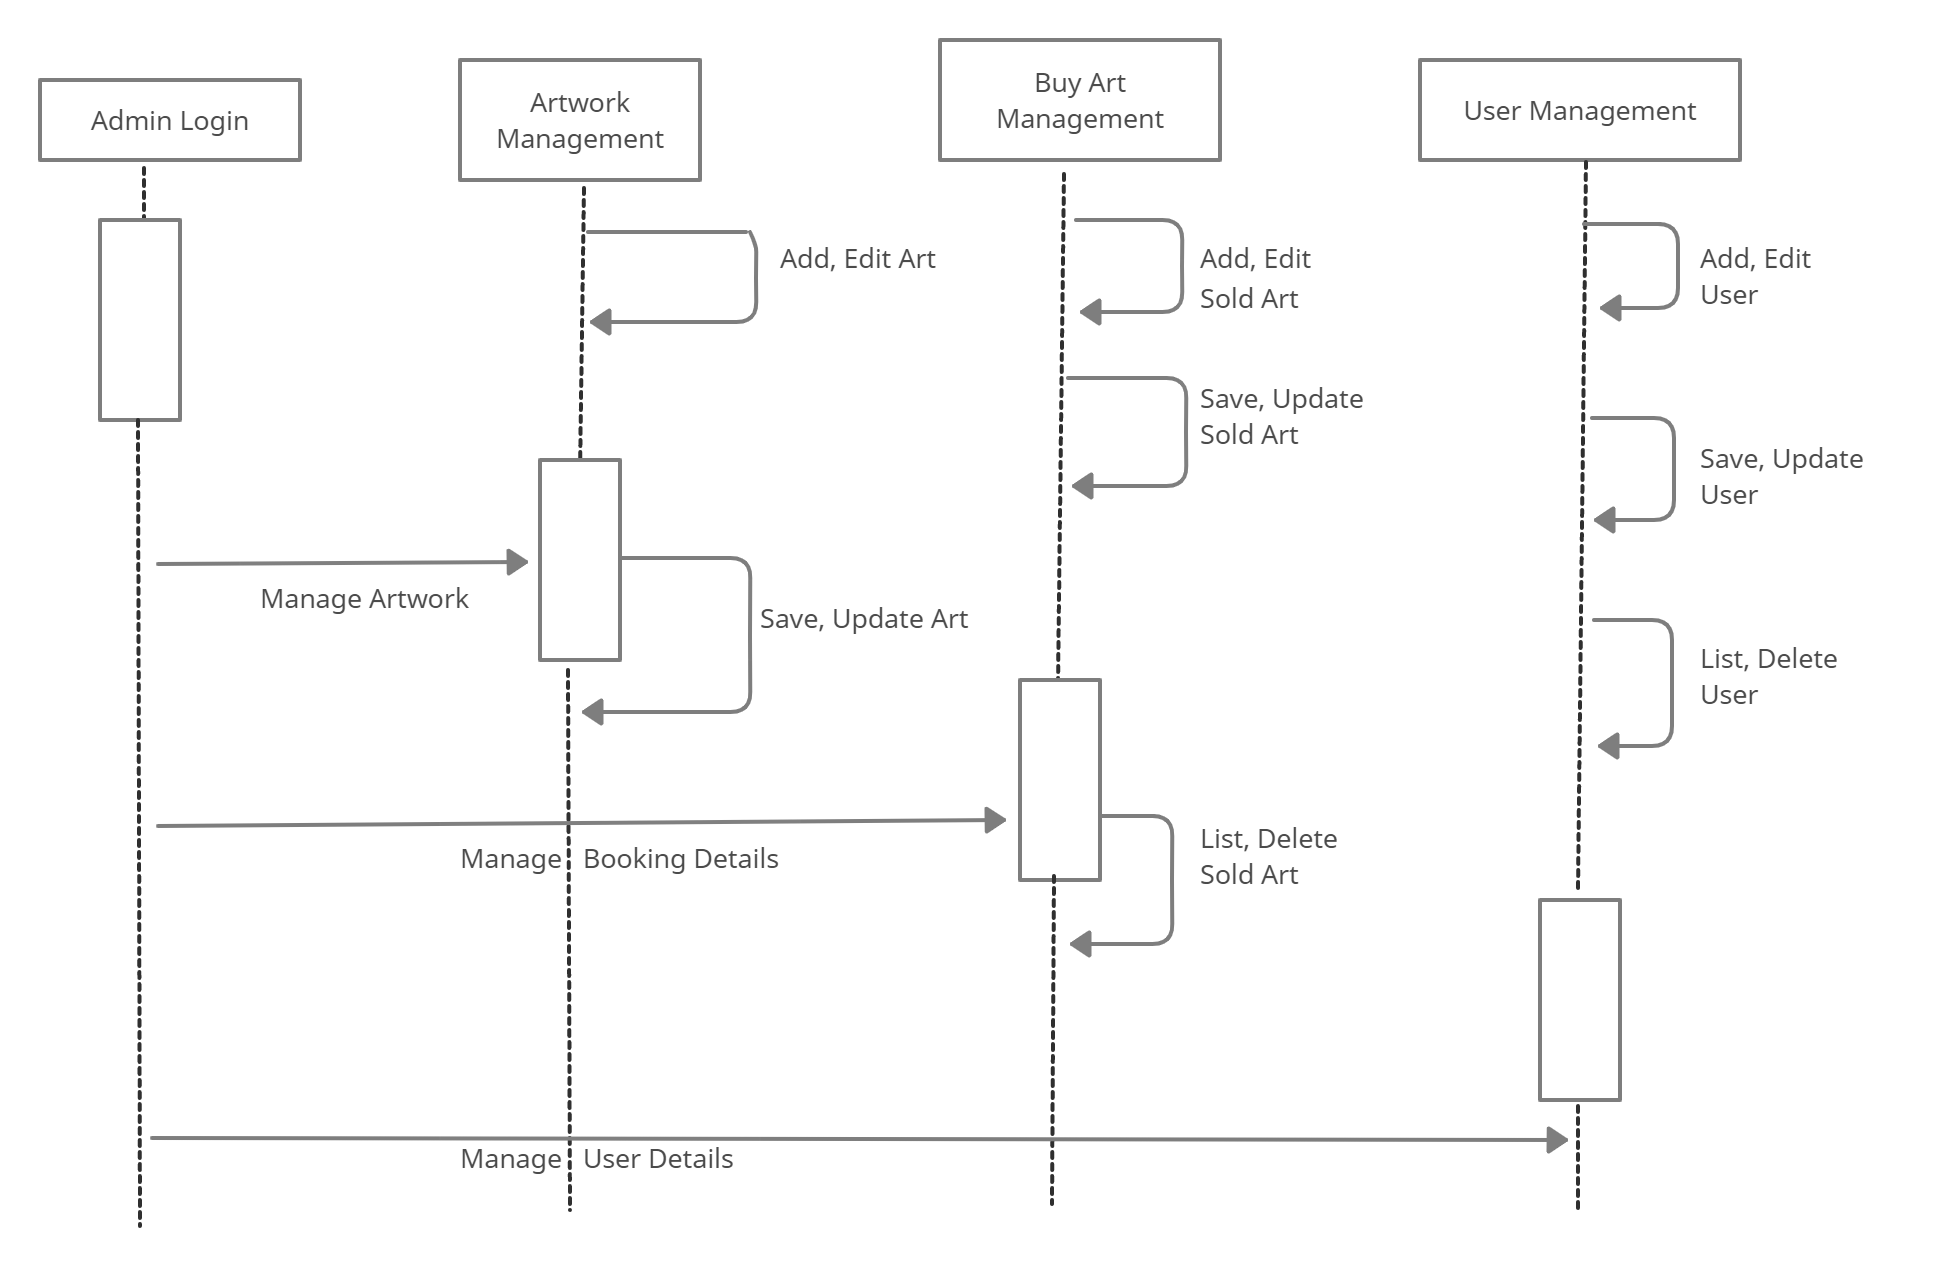 Admin Login
Artwork
Management
Buy Art
Management
User Management
Add, Edit Art
Add, Edit
Sold Art
Add, Edit
User
Save, Update
Sold Art
Save, Update
User
Manage Artwork
Save, Update Art
List, Delete
User
Manage Booking Details
List, Delete
Sold Art
Manage User Details